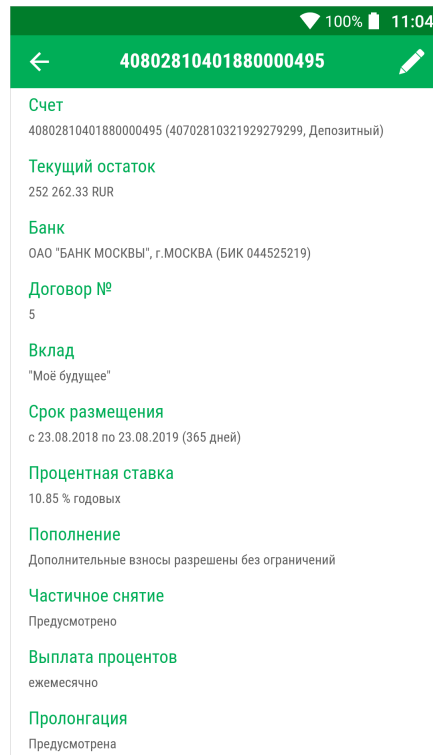 100% 11:04
40802810401880000495
Счет
40802810401880000495 (40702810321929279299, Депозитный)
Текущий остаток
252 262.33 RUR
Банк
ОАО "БАНК МОСКВЫ", г.МОСКВА (БИК 044525219)
Договор №
5
Вклад
"Моё будущее"
Срок размещения
с 23.08.2018 по 23.08.2019 (365 дней)
Процентная ставка
10.85 % годовых
Пополнение
Дополнительные взносы разрешены без ограничений
Частичное снятие
Предусмотрено
Выплата процентов
ежемесячно
Пролонгация
Предусмотрена